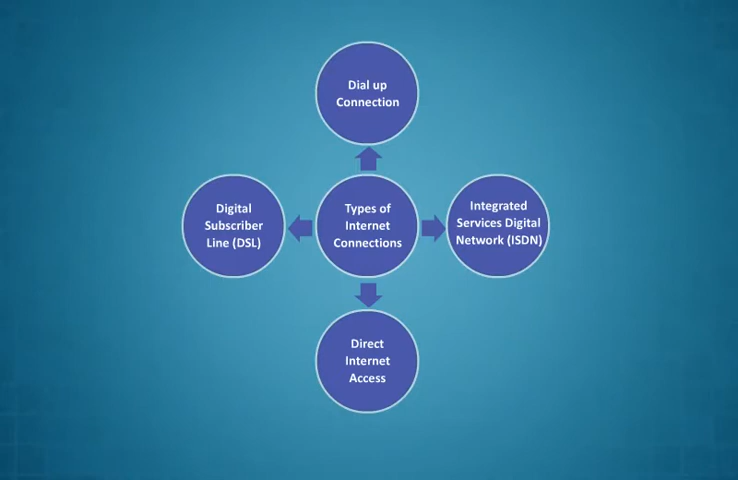 Dial up
Connection
Digital
Subscriber
Line (DSL)
Types of
Internet
Connections
Integrated
Services Digital
Network (ISDN)
Direct
Internet
Access